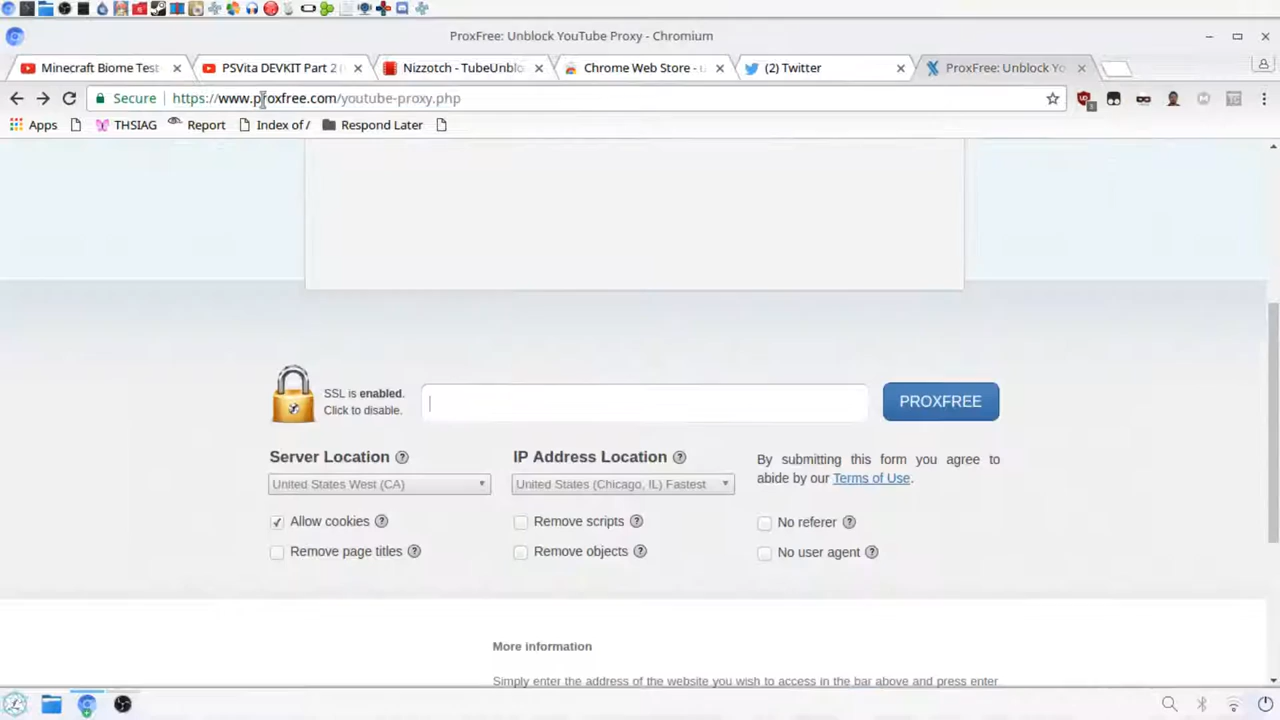 ProxFree: Unblock YouTube Proxy - Chromium
Minecraft Biome Test
PSVita DEVKIT Part 2 (
Nizzotch - TubeUnblo
Chrome Web Store - u
(2) Twitter
ProxFree: Unblock Yo
Secure
https://www.proxfree.com/youtube-proxy.php
1
Apps
THSIAG
Report
Index of /
Respond Later
SSL is enabled.
Click to disable.
PROXFREE
Server Location ?
IP Address Location ?
United States West (CA)
United States (Chicago, IL) Fastest
By submitting this form you agree to
abide by our Terms of Use.
Allow cookies ?
Remove scripts ?
No referer ?
Remove page titles ?
Remove objects ?
No user agent ?
More information
Simply enter the address of the website you wish to access in the bar above and press enter